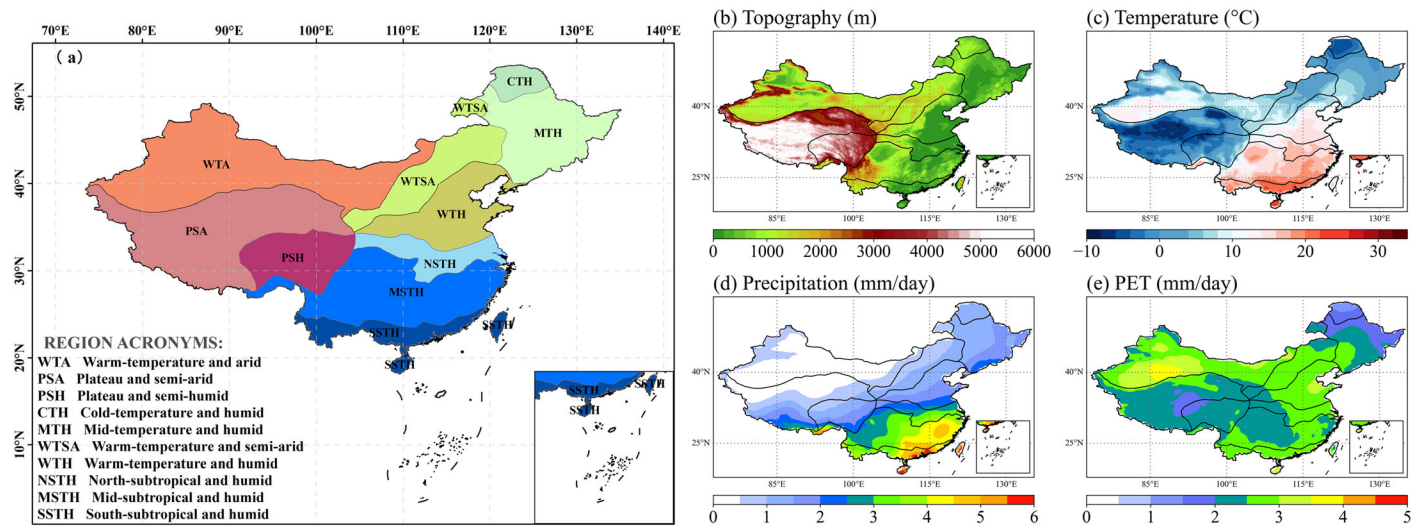 70°E 80°E 90°E 100°E 110°E 120°E 130°E 140°E
( a )
50°N
40°N
30°N
20°N
10°N
CTH
WTSA
MTH
WTA
WTSA
WTH
PSA
PSH
NSTH
MSTH
SSTH
SSTH
SSTH
REGION ACRONYMS:
WTA Warm-temperature and arid
PSA Plateau and semi-arid
PSH Plateau and semi-humid
CTH Cold-temperature and humid
MTH Mid-temperature and humid
WTSA Warm-temperature and semi-arid
WTH Warm-temperature and humid
NSTH North-subtropical and humid
MSTH Mid-subtropical and humid
SSTH South-subtropical and humid
SSTH
SSTH
SSTH
(b) Topography (m)
40°N
25°N
85°E 100°E 115°E 130°E
0 1000 2000 3000 4000 5000 6000
(c) Temperature (°C)
40°N
25°N
85°E 100°E 115°E 130°E
−10 0 10 20 30
(d) Precipitation (mm/day)
40°N
25°N
85°E 100°E 115°E 130°E
0 1 2 3 4 5 6
(e) PET (mm/day)
40°N
25°N
85°E 100°E 115°E 130°E
0 1 2 3 4 5